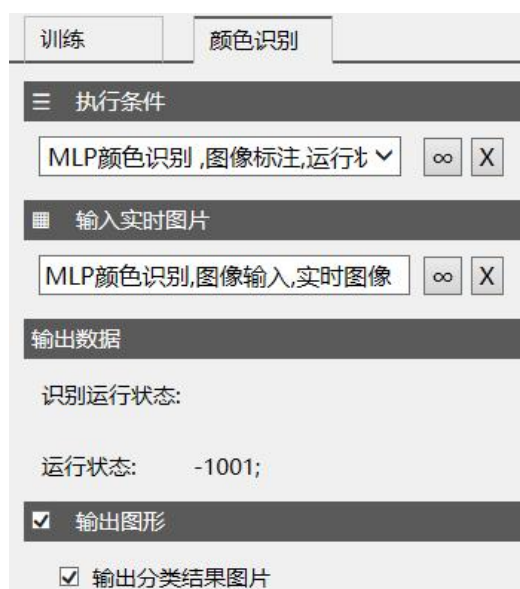 训练 颜色识别
执行条件
MLP颜色识别 ,图像标注,运行 ∞ X
输入实时图片
MLP颜色识别,图像输入,实时图像 ∞ X
输出数据
识别运行状态:
运行状态: -1001;
输出图形
输出分类结果图片